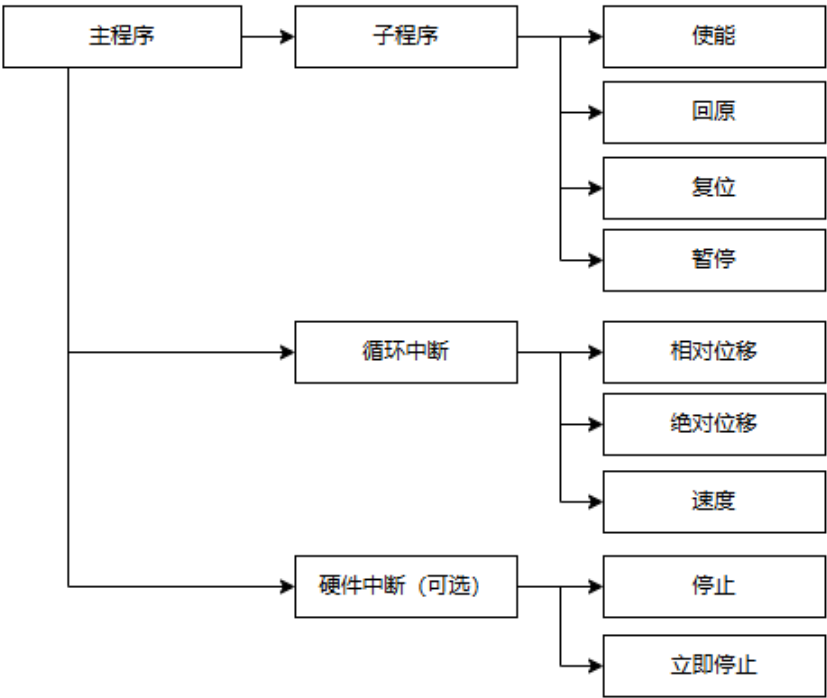 主程序
子程序
使能
回原
复位
暂停
循环中断
相对位移
绝对位移
速度
硬件中断（可选）
停止
立即停止